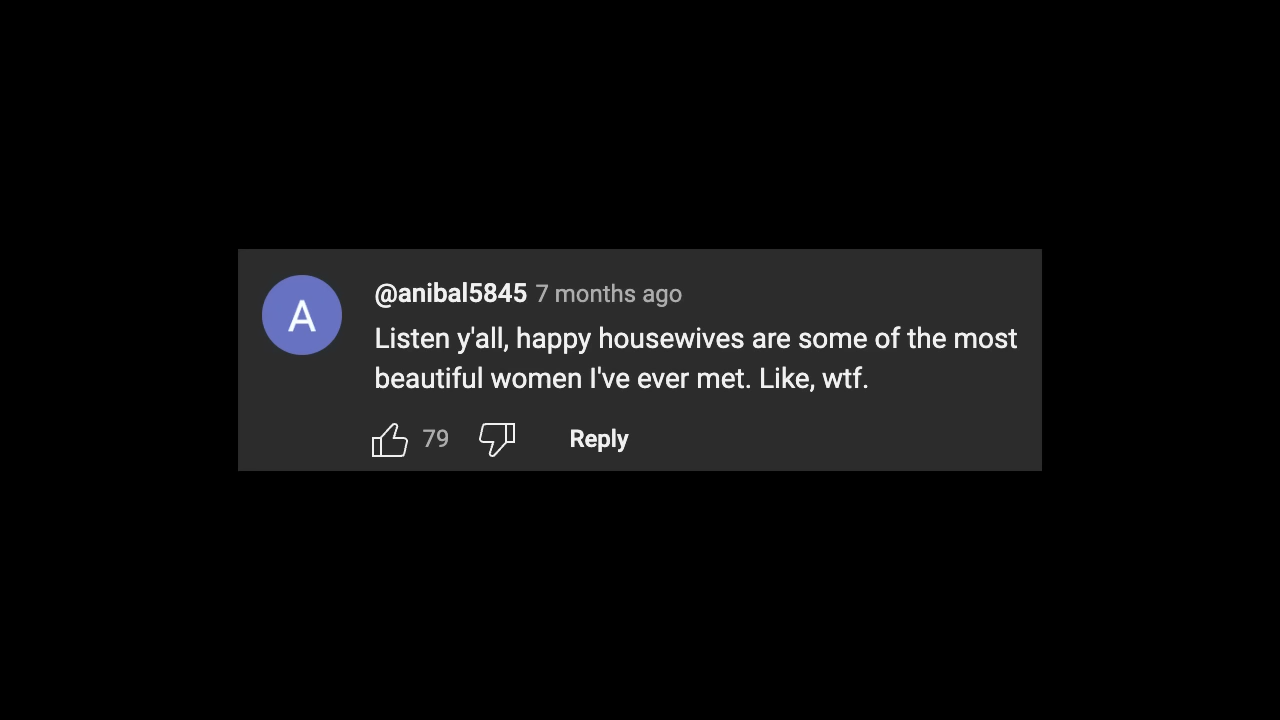 A
@anibal5845 7 months ago
Listen y'all, happy housewives are some of the most
beautiful women I've ever met. Like, wtf.
79 Reply